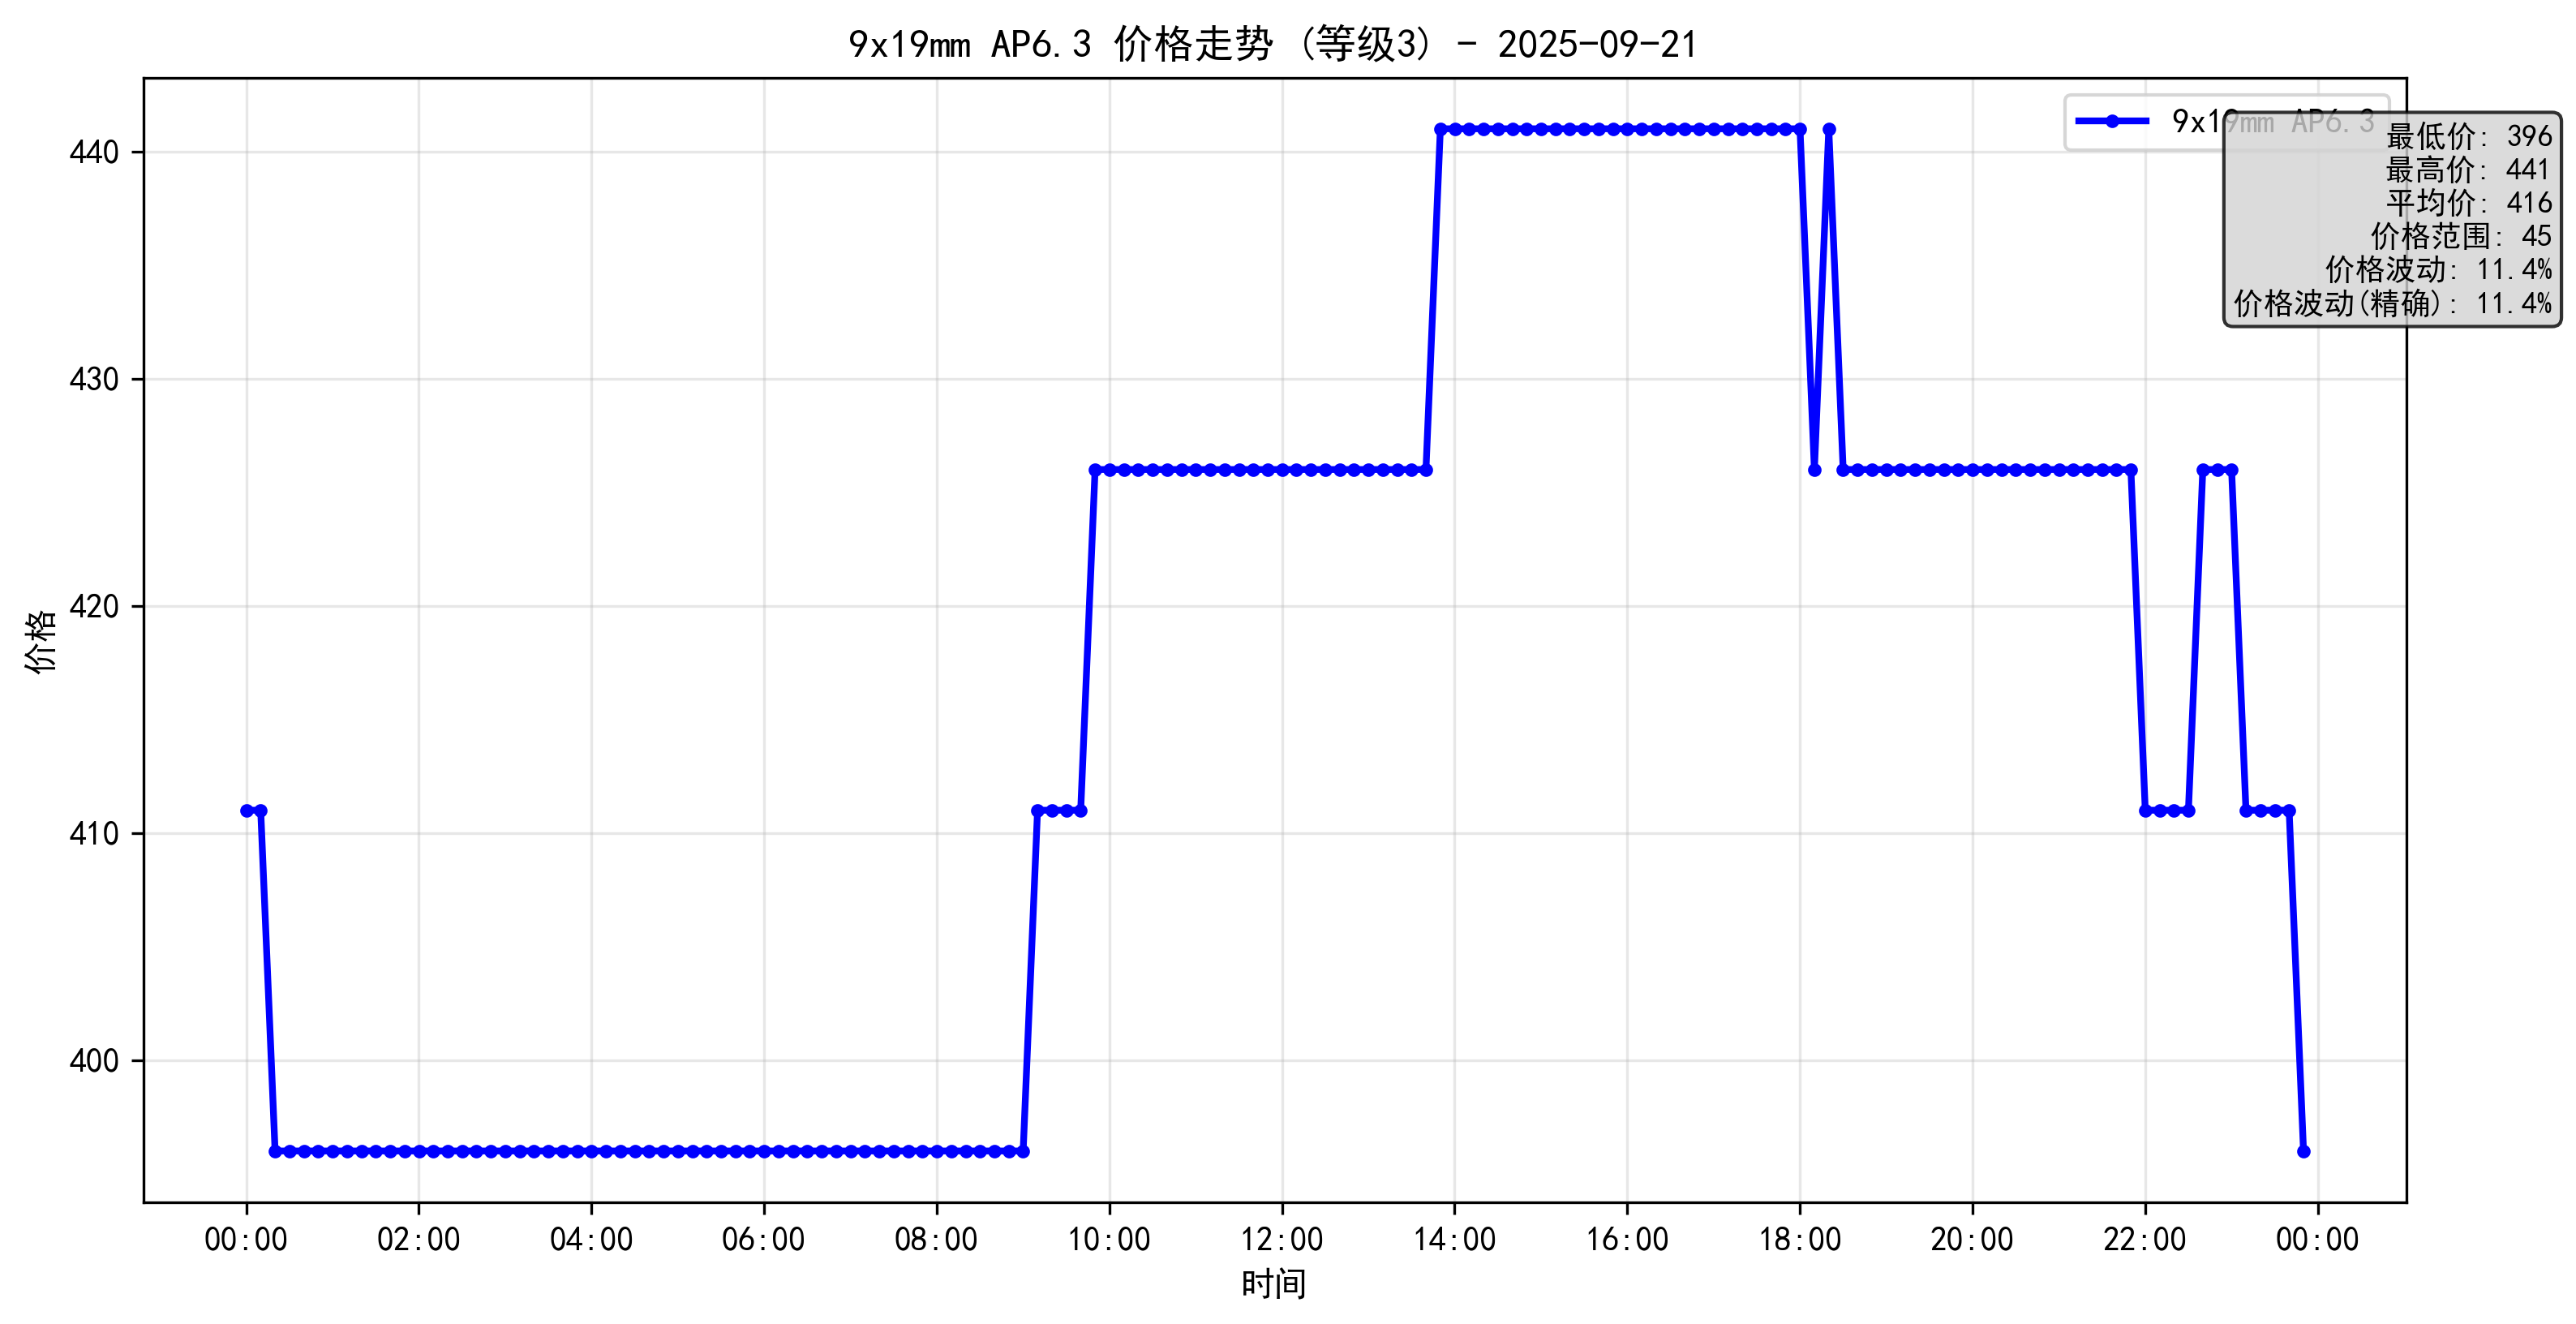 9x19mm AP6.3 价格走势 (等级3) - 2025-09-21
9x19mm AP6.3
最低价: 396
最高价: 441
平均价: 416
价格范围: 45
价格波动: 11.4%
价格波动(精确): 11.4%
440
430
420
410
400
价格
00:00 02:00 04:00 06:00 08:00 10:00 12:00 14:00 16:00 18:00 20:00 22:00 00:00
时间